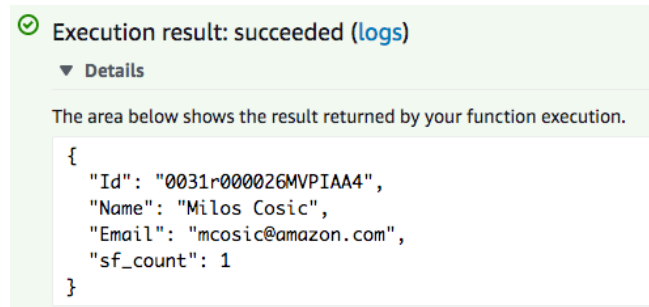 Execution result: succeeded (logs)
▼ Details
The area below shows the result returned by your function execution.
{
  "Id": "0031r000026MVPIAA4",
  "Name": "Milos Cosic",
  "Email": "mcosic@amazon.com",
  "sf_count": 1
}